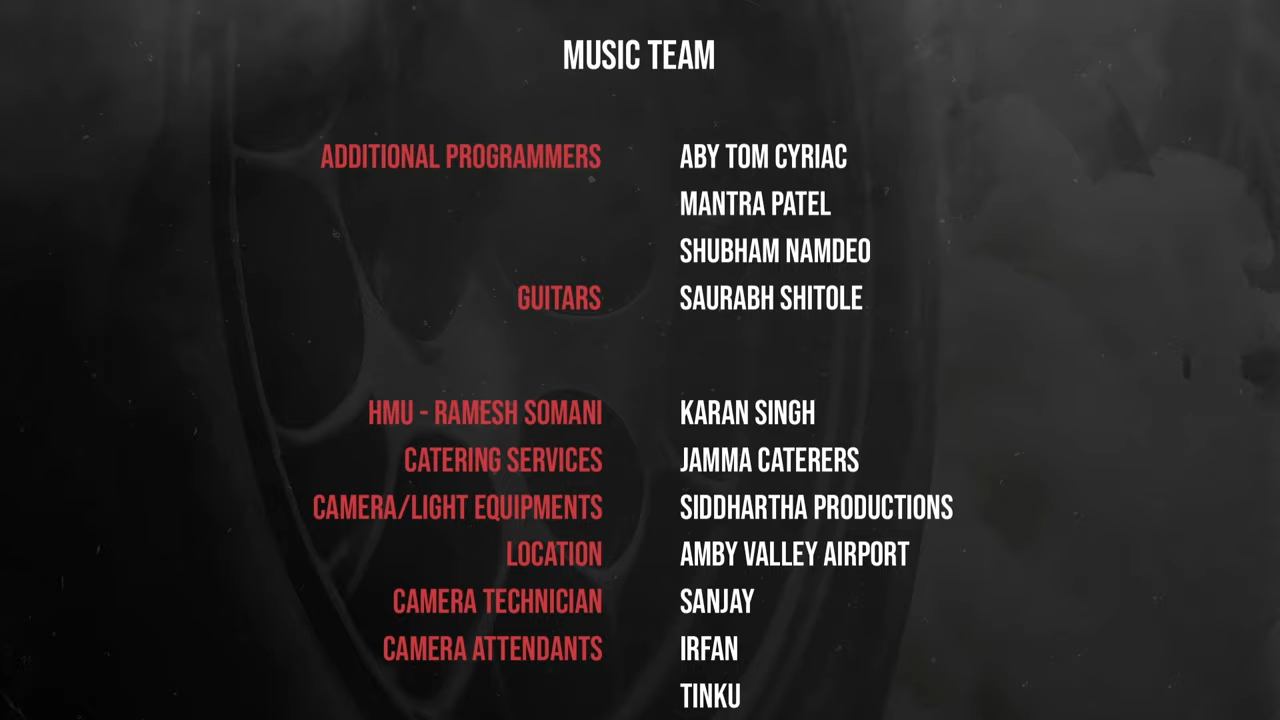 MUSIC TEAM
ADDITIONAL PROGRAMMERS ABY TOM CYRIAC
MANTRA PATEL
SHUBHAM NAMDEO
GUITARS SAURABH SHITOLE
HMU - RAMESH SOMANI KARAN SINGH
CATERING SERVICES JAMMA CATERERS
CAMERA/LIGHT EQUIPMENTS SIDDHARTHA PRODUCTIONS
LOCATION AMBY VALLEY AIRPORT
CAMERA TECHNICIAN SANJAY
CAMERA ATTENDANTS IRFAN
TINKU